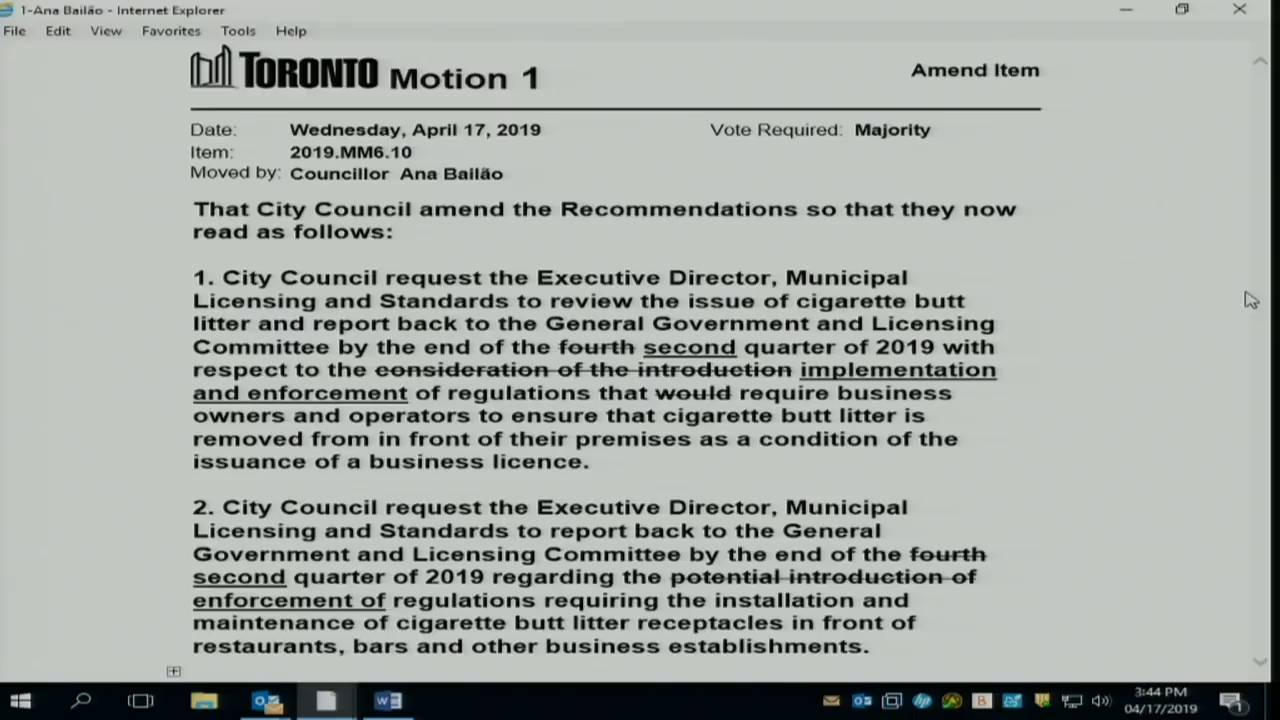 1-Ana Bailão - Internet Explorer
File Edit View Favorites Tools Help
TORONTO Motion 1
Amend Item
Date: Wednesday, April 17, 2019
Vote Required: Majority
Item: 2019.MM6.10
Moved by: Councillor Ana Bailão
That City Council amend the Recommendations so that they now
read as follows:
1. City Council request the Executive Director, Municipal
Licensing and Standards to review the issue of cigarette butt
litter and report back to the General Government and Licensing
Committee by the end of the fourth second quarter of 2019 with
respect to the consideration of the introduction implementation
and enforcement of regulations that would require business
owners and operators to ensure that cigarette butt litter is
removed from in front of their premises as a condition of the
issuance of a business licence.
2. City Council request the Executive Director, Municipal
Licensing and Standards to report back to the General
Government and Licensing Committee by the end of the fourth
second quarter of 2019 regarding the potential introduction of
enforcement of regulations requiring the installation and
maintenance of cigarette butt litter receptacles in front of
restaurants, bars and other business establishments.
3:44 PM
04/17/2019